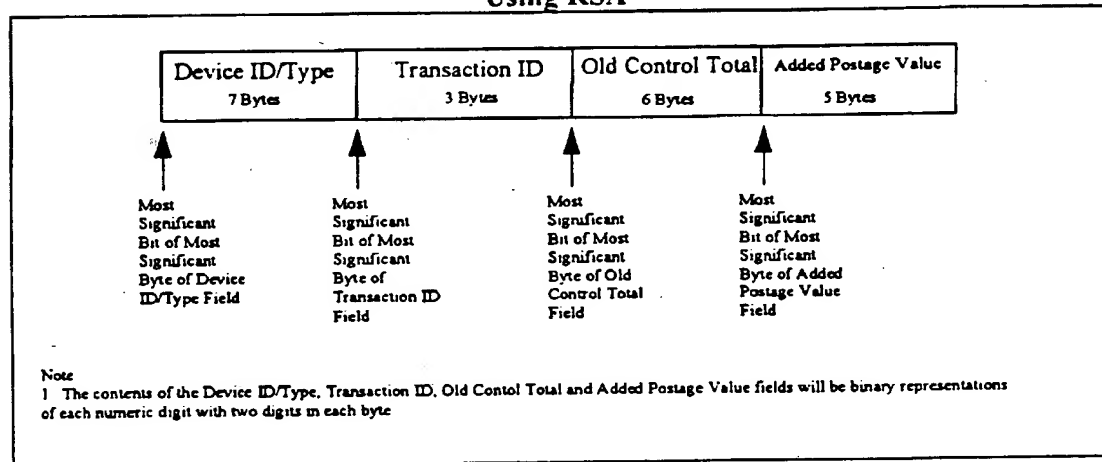 Using RSA
Device ID/Type
7 Bytes
Transaction ID
3 Bytes
Old Control Total
6 Bytes
Added Postage Value
5 Bytes
Most
Significant
Bit of Most
Significant
Byte of Device
ID/Type Field
Most
Significant
Bit of Most
Significant
Byte of
Transaction ID
Field
Most
Significant
Bit of Most
Significant
Byte of Old
Control Total
Field
Most
Significant
Bit of Most
Significant
Byte of Added
Postage Value
Field
Note
1 The contents of the Device ID/Type, Transaction ID, Old Contol Total and Added Postage Value fields will be binary representations
of each numeric digit with two digits in each byte